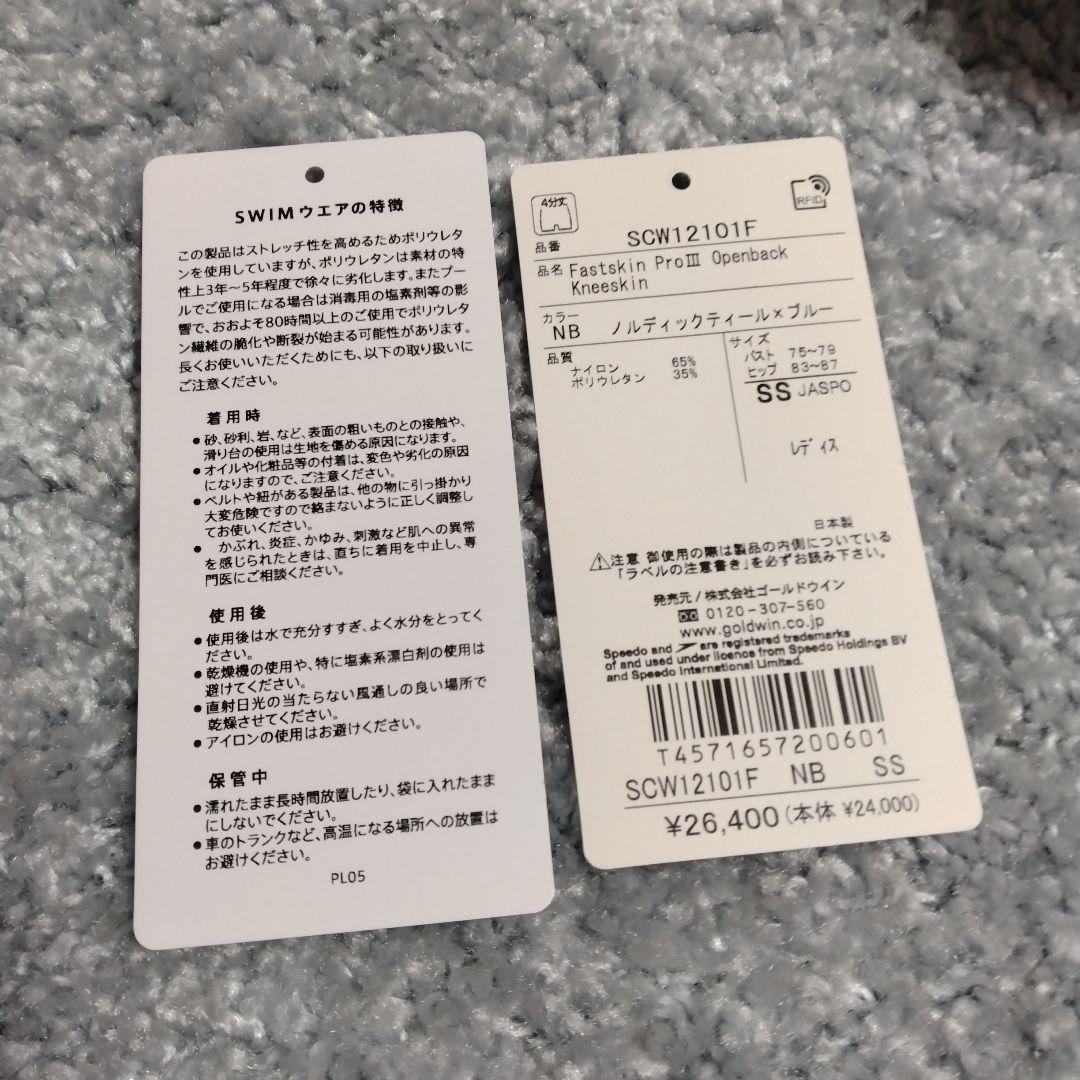 SWIMウエアの特徴
この製品はストレッチ性を高めるためポリウレタ
ンを使用していますが、ポリウレタンは素材の特
性上3年〜5年程度で徐々に劣化します。またプー
ルでご使用になる場合は消毒用の塩素剤等の影
響で、おおよそ80時間以上のご使用でポリウレタ
ン繊維の脆化や断裂が始まる可能性があります。
長くお使いいただくためにも、以下の取り扱いに
ご注意ください。
着用時
●砂、砂利、岩、など、表面の粗いものとの接触や、
滑り台の使用は生地を傷める原因になります。
●オイルや化粧品等の付着は、変色や劣化の原因
になりますので、ご注意ください。
●ベルトや紐がある製品は、他の物に引っ掛かり
大変危険ですので絡まないように正しく調整し
てお使いください。
● かぶれ、炎症、かゆみ、刺激など肌への異常
を感じられたときは、直ちに着用を中止し、専
門医にご相談ください。
使用後
●使用後は水で充分すすぎ、よく水分をとってく
ださい。
●乾燥機の使用や、特に塩素系漂白剤の使用は
避けてください。
●直射日光の当たらない風通しの良い場所で
乾燥させてください。
●アイロンの使用はお避けください。
保管中
●濡れたまま長時間放置したり、袋に入れたまま
にしないでください。
●車のトランクなど、高温になる場所への放置は
お避けください。
PL05
4分丈
RFID
品番 SCW12101F
品名 Fastskin ProⅢ Openback
Kneeskin
カラー
NB ノルディックティール×ブルー
品質
ナイロン 65%
ポリウレタン 35%
サイズ
バスト 75~79
ヒップ 83~87
SS JASPO
レディス
日本製
⚠注意 御使用の際は製品の内側についている
「ラベルの注意書き」を必ずお読み下さい。
発売元/株式会社ゴールドウイン
0120-307-560
www.goldwin.co.jp
Speedo and are registered trademarks
of and used under licence from Speedo Holdings BV
and Speedo International Limited.
T4571657200601
SCW12101F NB SS
¥26,400(本体 ¥24,000)